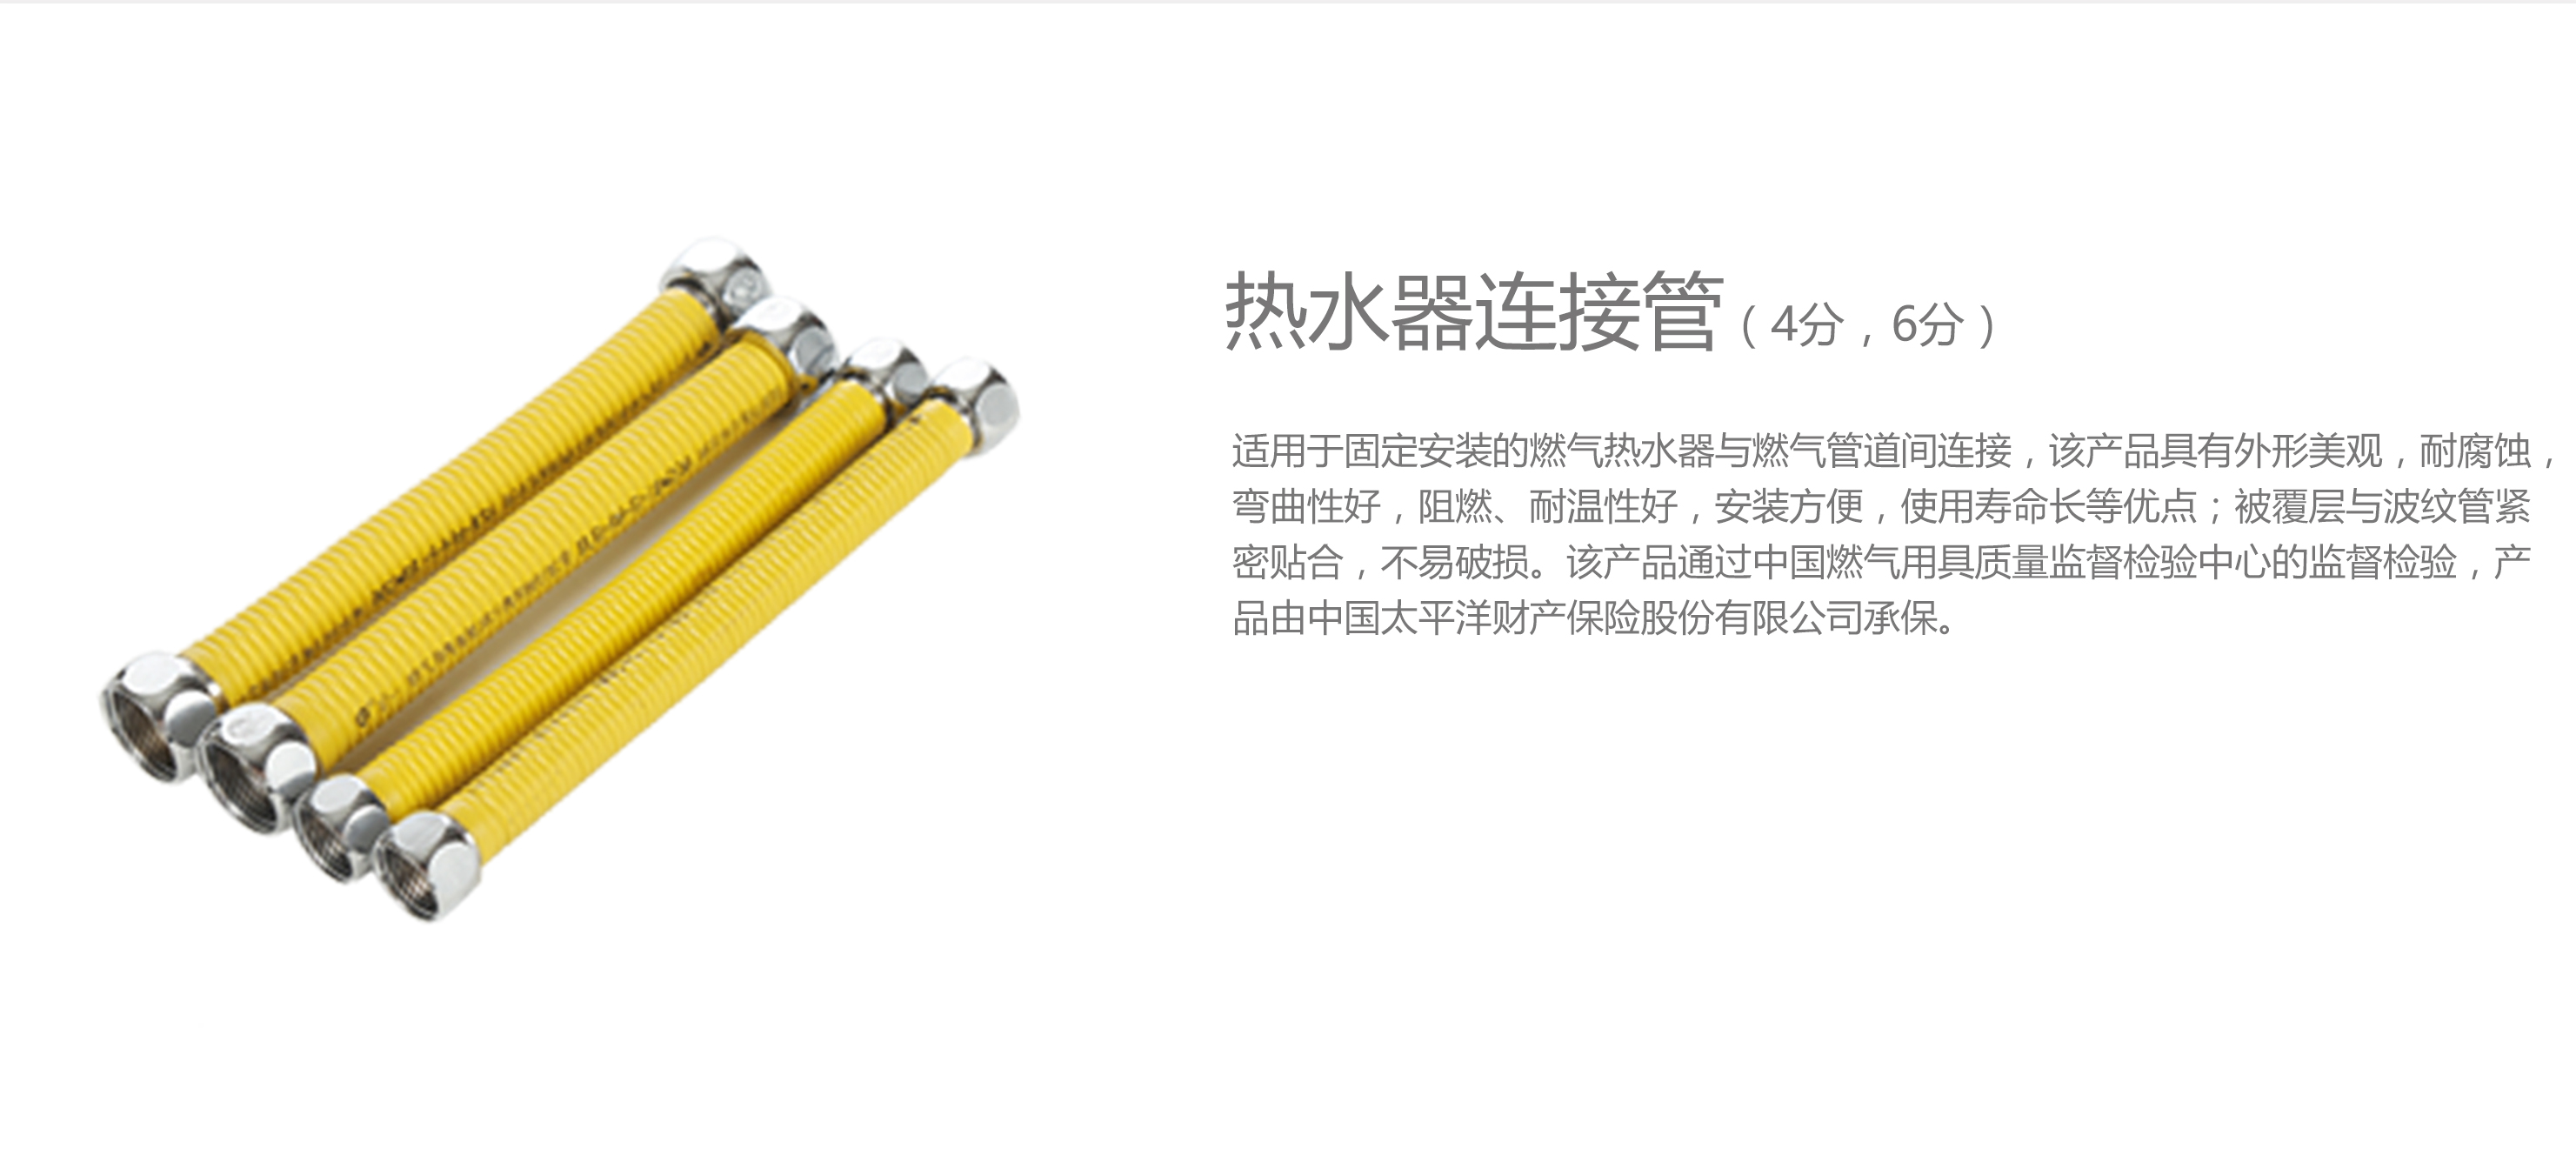 热水器连接管（4分，6分）
适用于固定安装的燃气热水器与燃气管道间连接，该产品具有外形美观，耐腐蚀，
弯曲性好，阻燃、耐温性好，安装方便，使用寿命长等优点；被覆层与波纹管紧
密贴合，不易破损。该产品通过中国燃气用具质量监督检验中心的监督检验，产
品由中国太平洋财产保险股份有限公司承保。